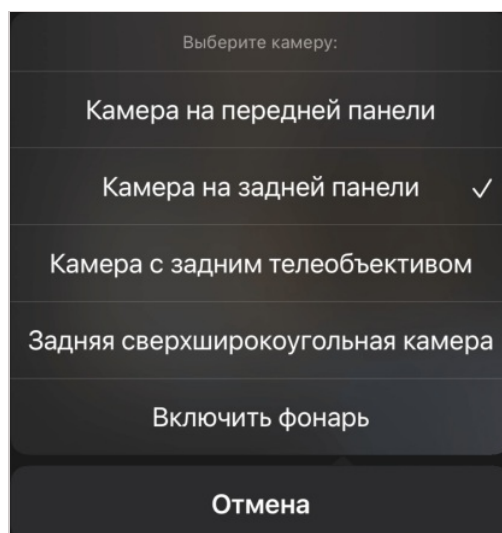 Выберите камеру:
Камера на передней панели
Камера на задней панели
Камера с задним телеобъективом
Задняя сверхширокоугольная камера
Включить фонарь
Отмена